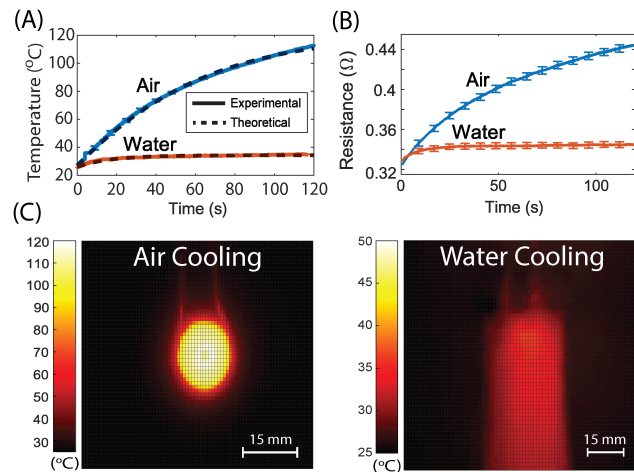 (A)
Temperature (°C)
120
100
80
60
40
20
0
20
40
60
80
100
120
Time (s)
Air
Water
Experimental
Theoretical
(B)
Resistance (Ω)
0.44
0.4
0.36
0.32
0
50
100
Time (s)
Air
Water
(C)
120
110
100
90
80
70
60
50
40
30
(°C)
Air Cooling
15 mm
50
45
40
35
30
25
(°C)
Water Cooling
15 mm